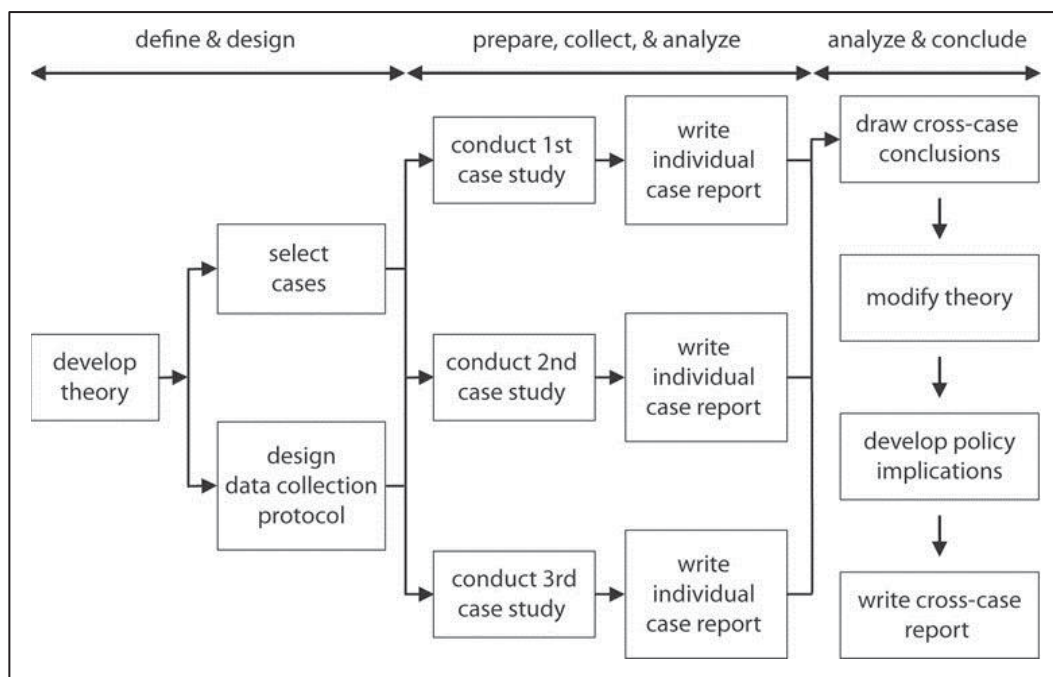 define & design
prepare, collect, & analyze
analyze & conclude
develop
theory
select
cases
design
data collection
protocol
conduct 1st
case study
write
individual
case report
conduct 2nd
case study
write
individual
case report
conduct 3rd
case study
write
individual
case report
draw cross-case
conclusions
modify theory
develop policy
implications
write cross-case
report